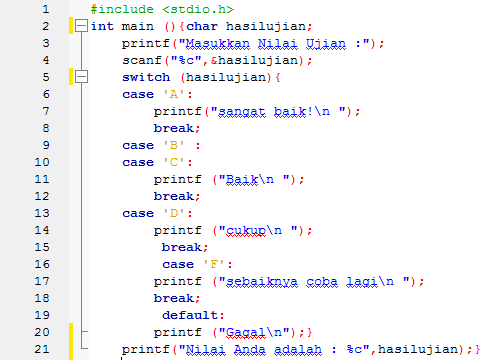 1 #include <stdio.h>
2 int main (){char hasilujian;
3 printf("Masukkan Nilai Ujian :");
4 scanf("%c",&hasilujian);
5 switch (hasilujian){
6 case 'A':
7 printf("sangat baik!\n ");
8 break;
9 case 'B' :
10 case 'C':
11 printf ("Baik\n ");
12 break;
13 case 'D':
14 printf ("cukup\n ");
15 break;
16 case 'F':
17 printf ("sebaiknya coba lagi\n ");
18 break;
19 default:
20 printf ("Gagal\n");}
21 printf("Nilai Anda adalah : %c",hasilujian);}